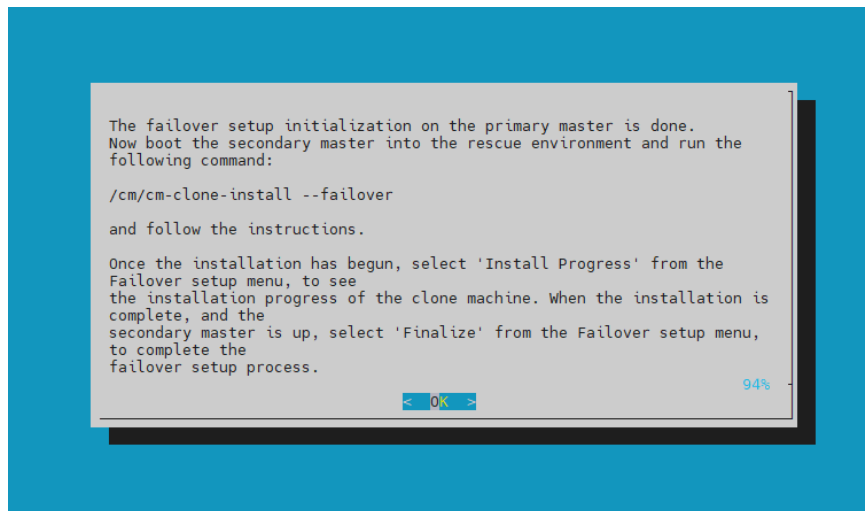 The failover setup initialization on the primary master is done.
Now boot the secondary master into the rescue environment and run the
following command:
/cm/cm-clone-install --failover
and follow the instructions.
Once the installation has begun, select 'Install Progress' from the
Failover setup menu, to see
the installation progress of the clone machine. When the installation is
complete, and the
secondary master is up, select 'Finalize' from the Failover setup menu,
to complete the
failover setup process.
94%
< OK >